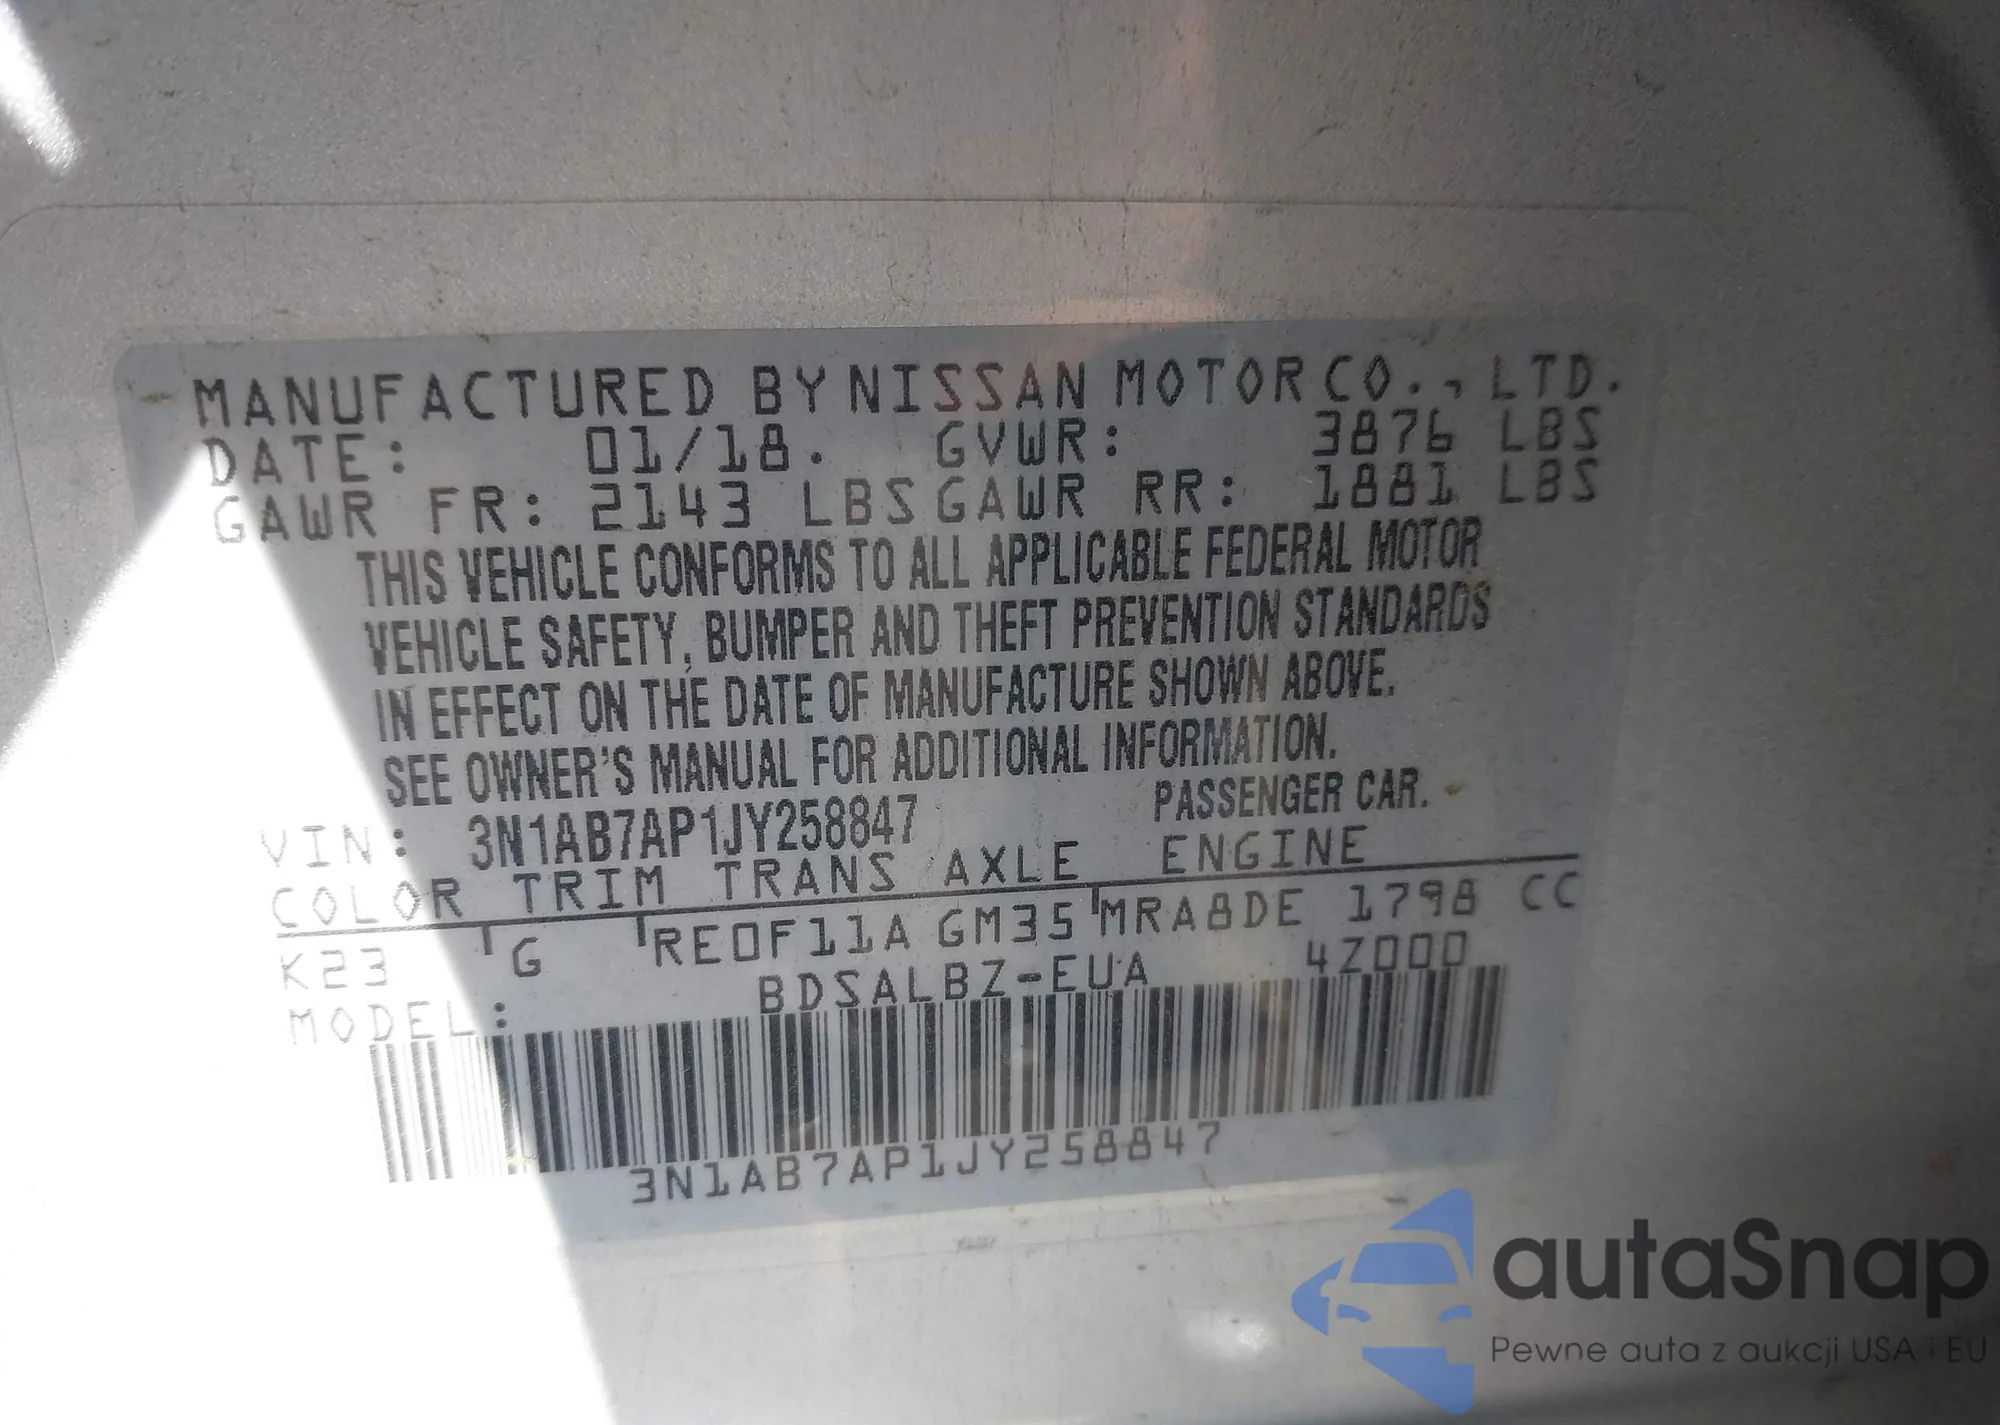 MANUFACTURED BY NISSAN MOTOR CO., LTD.
DATE: 01/18. GVWR: 3876 LBS
GAWR FR: 2143 LBS GAWR RR: 1881 LBS
THIS VEHICLE CONFORMS TO ALL APPLICABLE FEDERAL MOTOR
VEHICLE SAFETY, BUMPER AND THEFT PREVENTION STANDARDS
IN EFFECT ON THE DATE OF MANUFACTURE SHOWN ABOVE.
SEE OWNER'S MANUAL FOR ADDITIONAL INFORMATION.
VIN: 3N1AB7AP1JY258847 PASSENGER CAR.
COLOR TRIM TRANS AXLE ENGINE
K23 G RE0F11A GM35 MRA8DE 1798 CC
MODEL: BDSALBZ-EUA 4Z000
3N1AB7AP1JY258847
autaSnap
Pewne auta z aukcji USA i EU